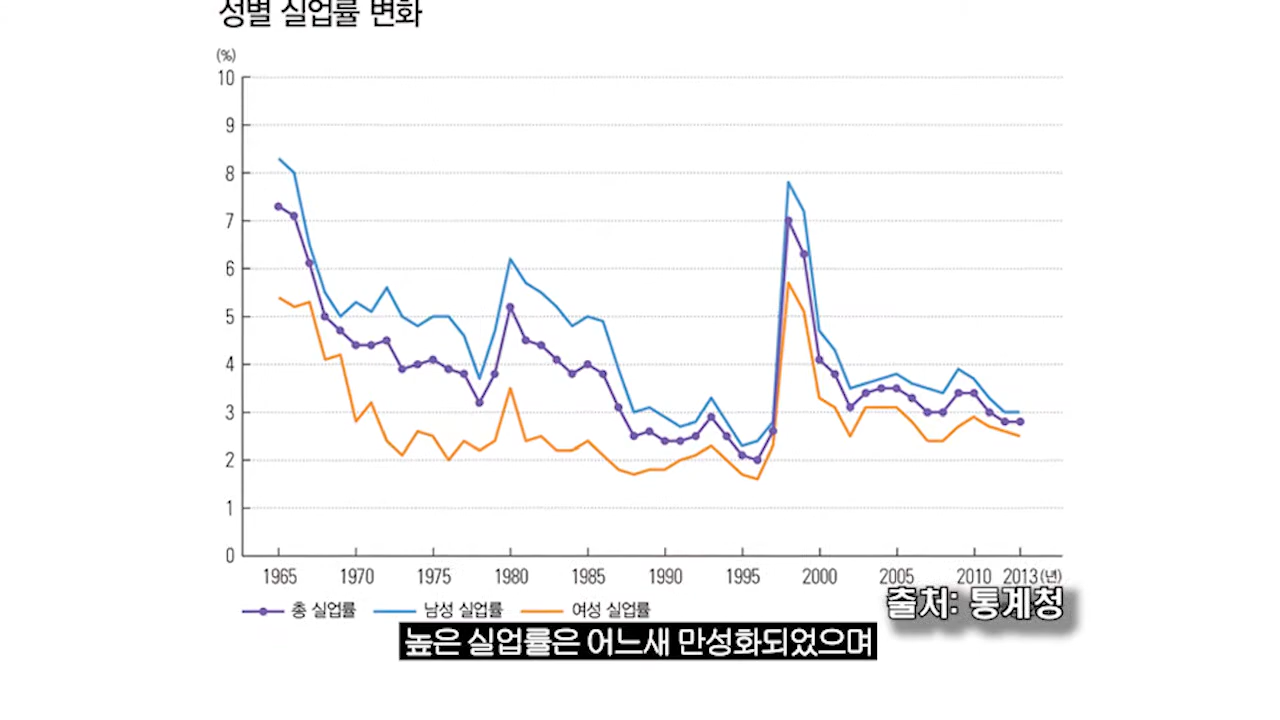 성별 실업률 변화
(%)
10
9
8
7
6
5
4
3
2
1
0
1965 1970 1975 1980 1985 1990 1995 2000 2005 2010 2013(년)
총 실업률 남성 실업률 여성 실업률
출처: 통계청
높은 실업률은 어느새 만성화되었으며